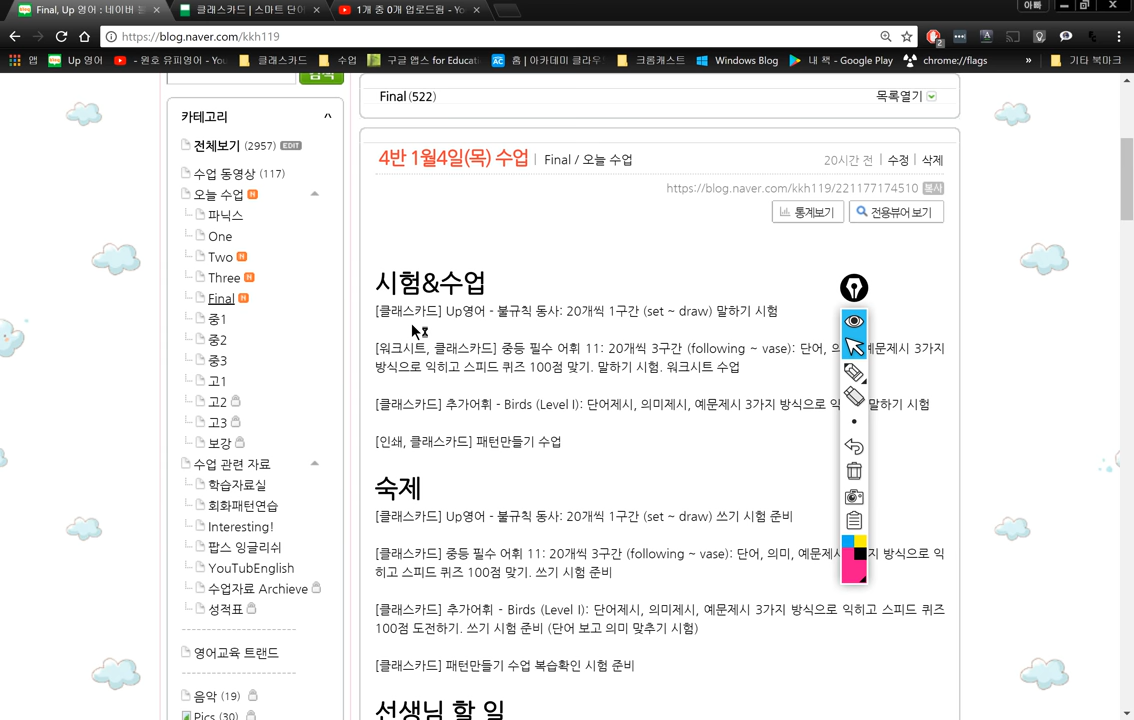 Final, Up 영어 : 네이버 블
클래스카드 | 스마트 단어
1개 중 0개 업로드됨 - Yo
아빠
https://blog.naver.com/kkh119
2
앱
Up 영어
- 원흥 유피영어 - You
클래스카드
수업
구글 앱스 for Educati
홈 | 아카데미 클라우
크롬캐스트
Windows Blog
내 책 - Google Play
chrome://flags
»
기타 북마크
검색
카테고리
전체보기 (2957) EDIT
수업 동영상 (117)
오늘 수업 N
파닉스
One
Two N
Three N
Final N
중1
중2
중3
고1
고2
고3
보강
수업 관련 자료
학습자료실
회화패턴연습
Interesting!
팝스 잉글리쉬
YouTubEnglish
수업자료 Archieve
성적표
영어교육 트랜드
음악 (19)
Pics (30)
Final (522)
목록열기
4반 1월4일(목) 수업 | Final / 오늘 수업
20시간 전 | 수정 | 삭제
https://blog.naver.com/kkh119/221177174510 복사
통계보기
전용뷰어 보기
시험&수업
[클래스카드] Up영어 - 불규칙 동사: 20개씩 1구간 (set ~ draw) 말하기 시험
[워크시트, 클래스카드] 중등 필수 어휘 11: 20개씩 3구간 (following ~ vase): 단어, 의 예문제시 3가지
방식으로 익히고 스피드 퀴즈 100점 맞기. 말하기 시험. 워크시트 수업
[클래스카드] 추가어휘 - Birds (Level I): 단어제시, 의미제시, 예문제시 3가지 방식으로 익 말하기 시험
[인쇄, 클래스카드] 패턴만들기 수업
숙제
[클래스카드] Up영어 - 불규칙 동사: 20개씩 1구간 (set ~ draw) 쓰기 시험 준비
[클래스카드] 중등 필수 어휘 11: 20개씩 3구간 (following ~ vase): 단어, 의미, 예문제시 지 방식으로 익
히고 스피드 퀴즈 100점 맞기. 쓰기 시험 준비
[클래스카드] 추가어휘 - Birds (Level I): 단어제시, 의미제시, 예문제시 3가지 방식으로 익히고 스피드 퀴즈
100점 도전하기. 쓰기 시험 준비 (단어 보고 의미 맞추기 시험)
[클래스카드] 패턴만들기 수업 복습확인 시험 준비
선생님 할 일